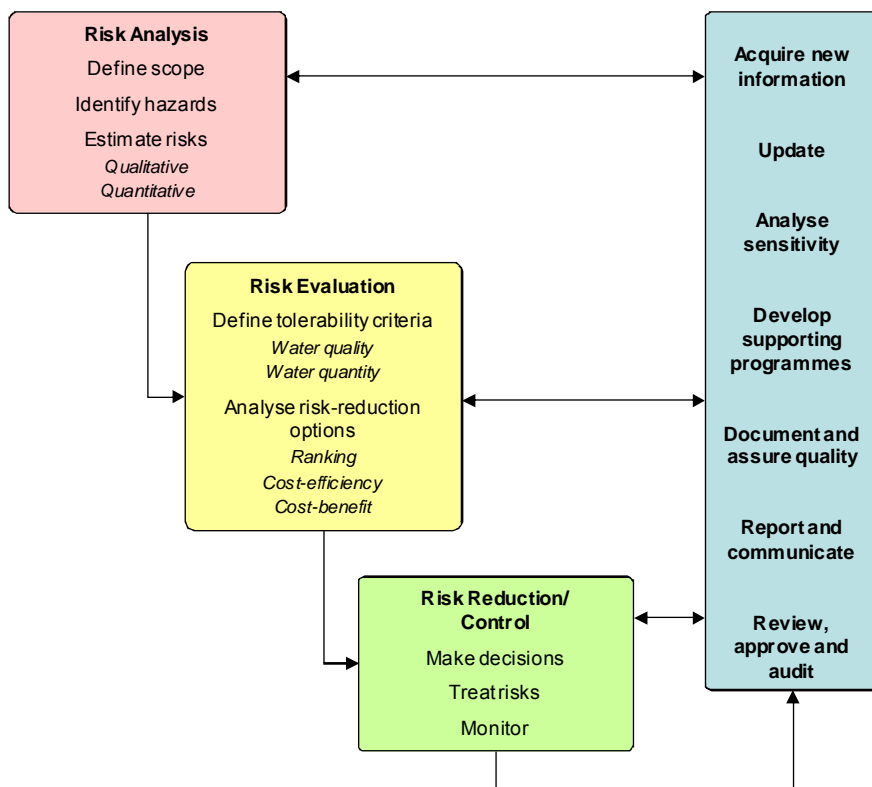 Risk Analysis
Define scope
Identify hazards
Estimate risks
Qualitative
Quantitative
Risk Evaluation
Define tolerability criteria
Water quality
Water quantity
Analyse risk-reduction
options
Ranking
Cost-efficiency
Cost-benefit
Risk Reduction/
Control
Make decisions
Treat risks
Monitor
Acquire new
information
Update
Analyse
sensitivity
Develop
supporting
programmes
Document and
assure quality
Report and
communicate
Review,
approve and
audit